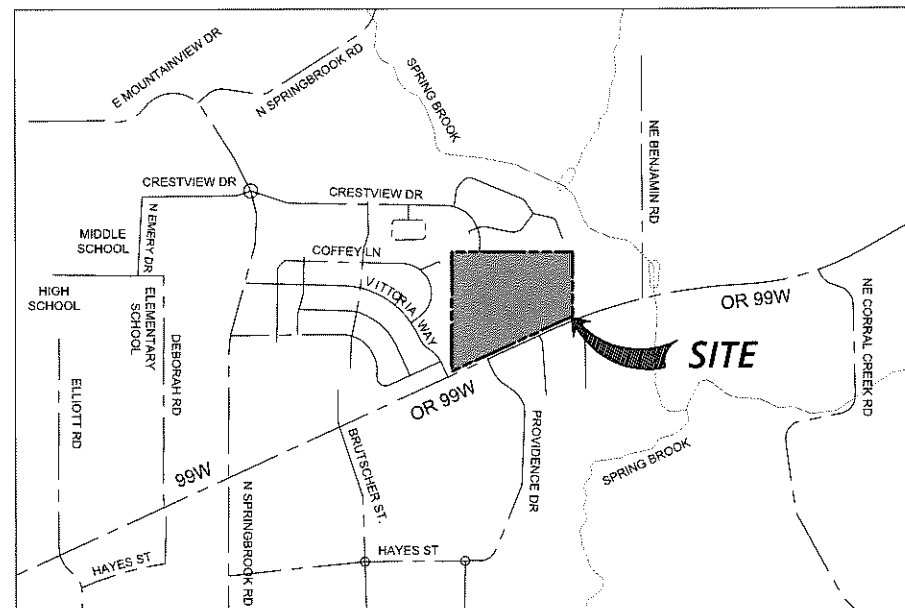 E MOUNTAINVIEW DR
N SPRINGBROOK RD
SPRING BROOK
NE BENJAMIN RD
CRESTVIEW DR
CRESTVIEW DR
N EMERY DR
MIDDLE
SCHOOL
COFFEY LN
VITTORIA WAY
HIGH
SCHOOL
ELEMENTARY
SCHOOL
DEBORAH RD
ELLIOTT RD
OR 99W
OR 99W
SITE
NE CORRAL CREEK RD
99W
BRUTSCHER ST.
PROVIDENCE DR
SPRING BROOK
N SPRINGBROOK RD
HAYES ST
HAYES ST